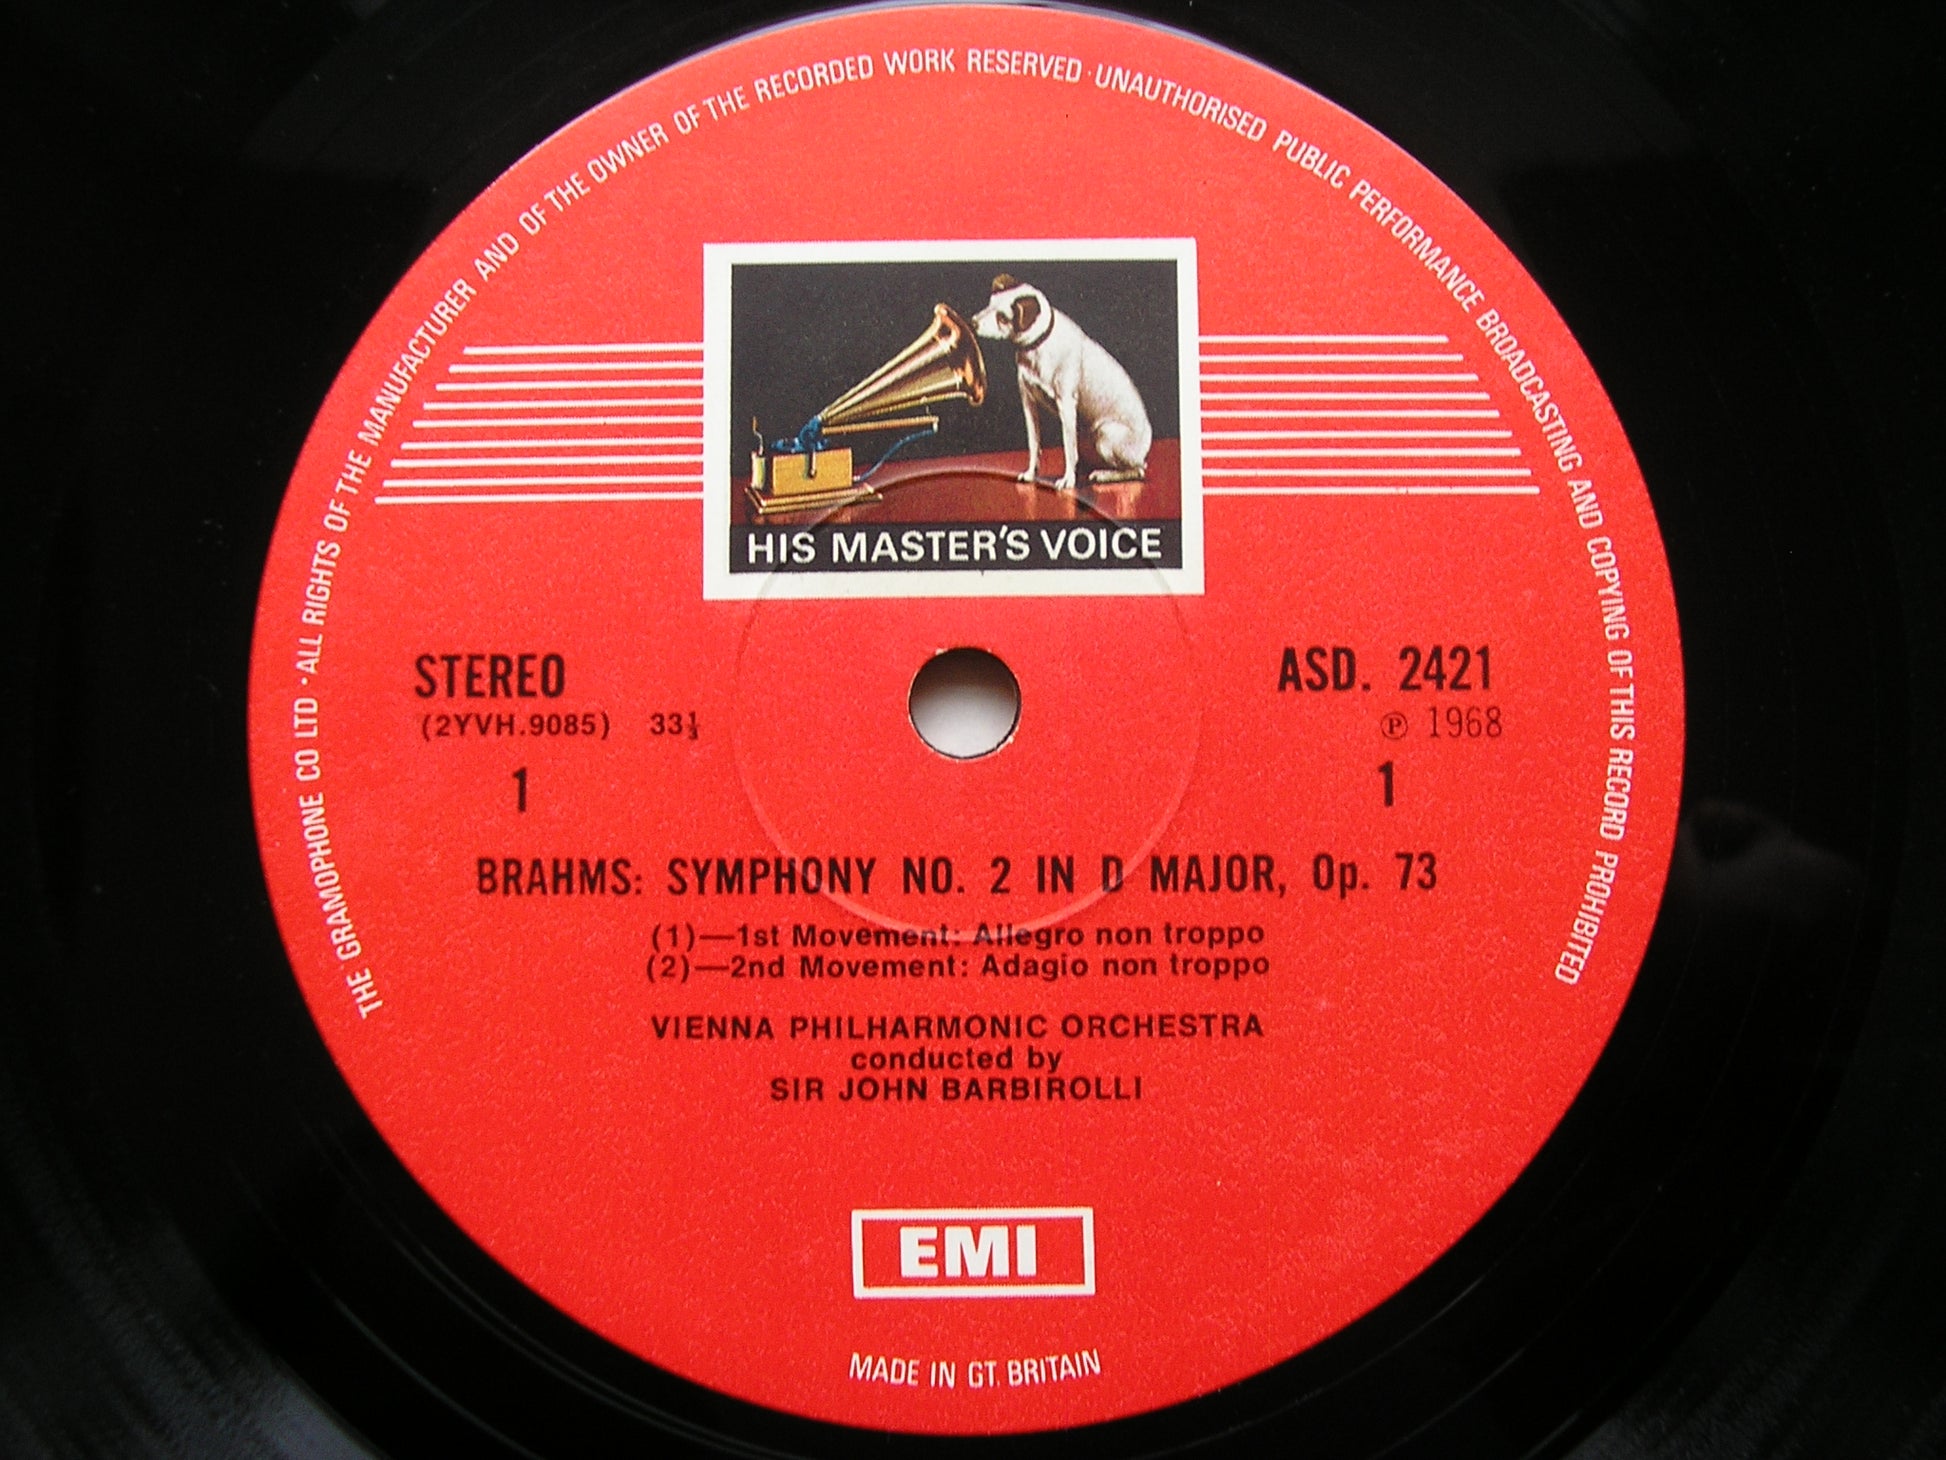 THE GRAMOPHONE CO LTD · ALL RIGHTS OF THE MANUFACTURER AND OF THE OWNER OF THE RECORDED WORK RESERVED · UNAUTHORISED PUBLIC PERFORMANCE BROADCASTING AND COPYING OF THIS RECORD PROHIBITED
HIS MASTER'S VOICE
STEREO
(2YVH.9085) 33⅓
1
ASD. 2421
℗ 1968
1
BRAHMS: SYMPHONY NO. 2 IN D MAJOR, Op. 73
(1)—1st Movement: Allegro non troppo
(2)—2nd Movement: Adagio non troppo
VIENNA PHILHARMONIC ORCHESTRA
conducted by
SIR JOHN BARBIROLLI
EMI
MADE IN GT. BRITAIN